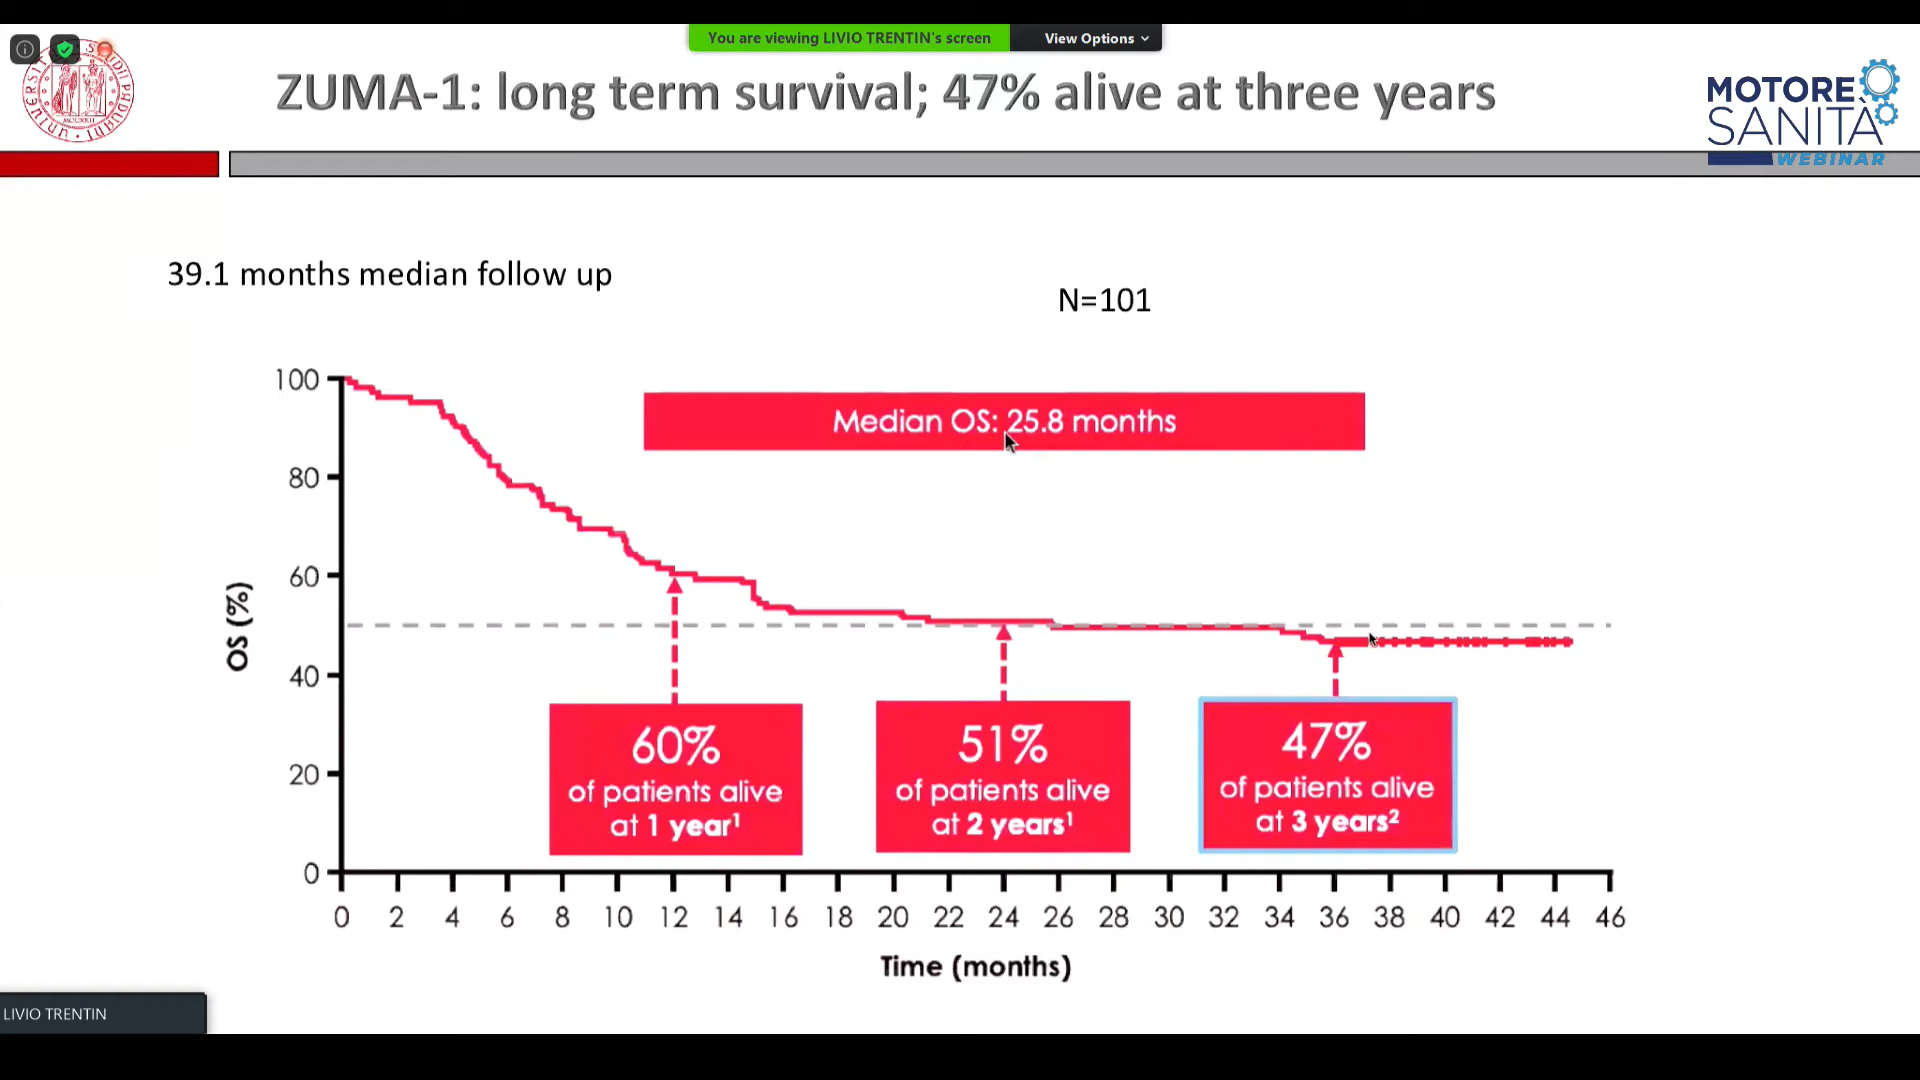 You are viewing LIVIO TRENTIN's screen
View Options
ZUMA-1: long term survival; 47% alive at three years
MOTORE
SANITÀ
WEBINAR
39.1 months median follow up
N=101
Median OS: 25.8 months
OS (%)
100
80
60
40
20
0
60%
of patients alive
at 1 year¹
51%
of patients alive
at 2 years¹
47%
of patients alive
at 3 years²
0 2 4 6 8 10 12 14 16 18 20 22 24 26 28 30 32 34 36 38 40 42 44 46
Time (months)
LIVIO TRENTIN